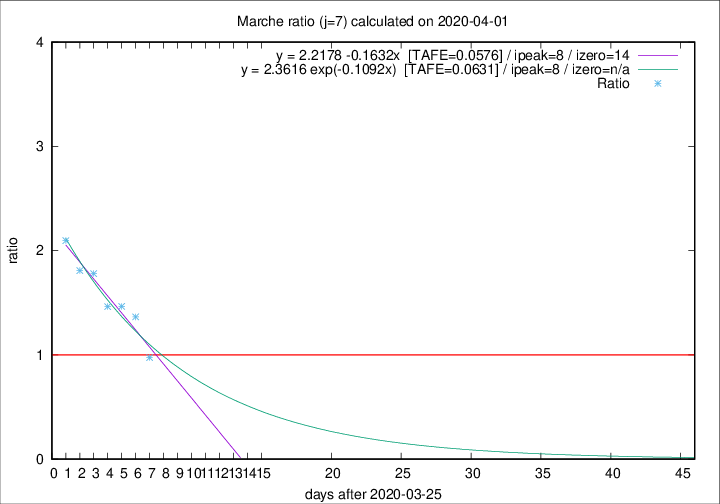 Marche ratio (j=7) calculated on 2020-04-01
y = 2.2178 -0.1632x [TAFE=0.0576] / ipeak=8 / izero=14
y = 2.3616 exp(-0.1092x) [TAFE=0.0631] / ipeak=8 / izero=n/a
Ratio
4
3
2
1
0
ratio
0 1 2 3 4 5 6 7 8 9 10 11 12 13 14 15 20 25 30 35 40 45
days after 2020-03-25